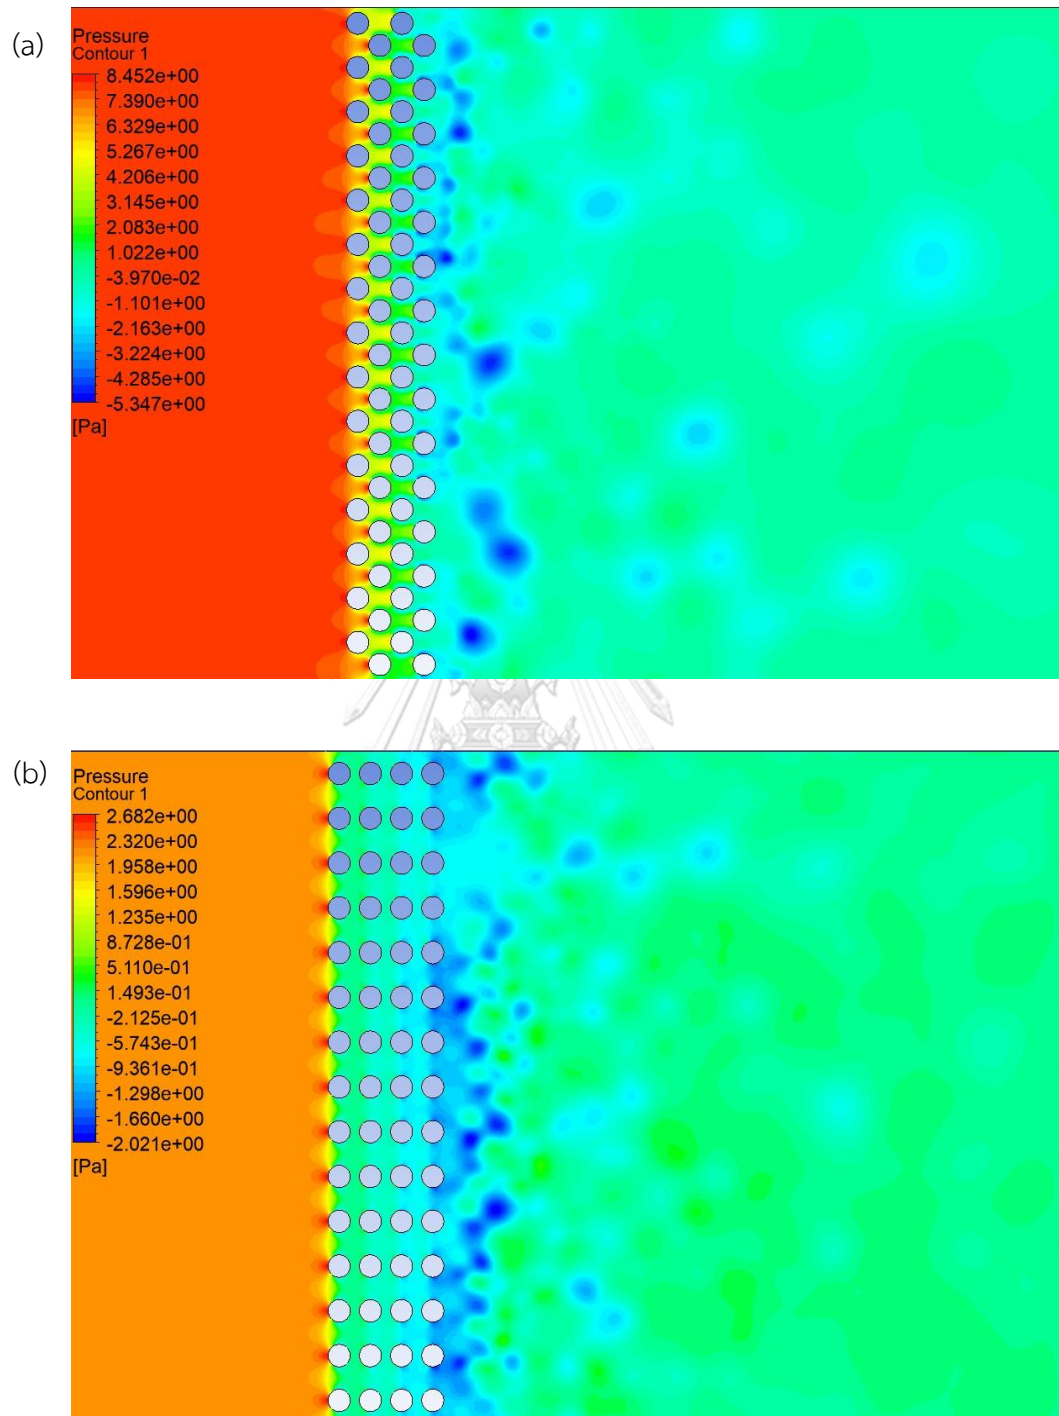 (a)
Pressure
Contour 1
8.452e+00
7.390e+00
6.329e+00
5.267e+00
4.206e+00
3.145e+00
2.083e+00
1.022e+00
-3.970e-02
-1.101e+00
-2.163e+00
-3.224e+00
-4.285e+00
-5.347e+00
[Pa]
(b)
Pressure
Contour 1
2.682e+00
2.320e+00
1.958e+00
1.596e+00
1.235e+00
8.728e-01
5.110e-01
1.493e-01
-2.125e-01
-5.743e-01
-9.361e-01
-1.298e+00
-1.660e+00
-2.021e+00
[Pa]